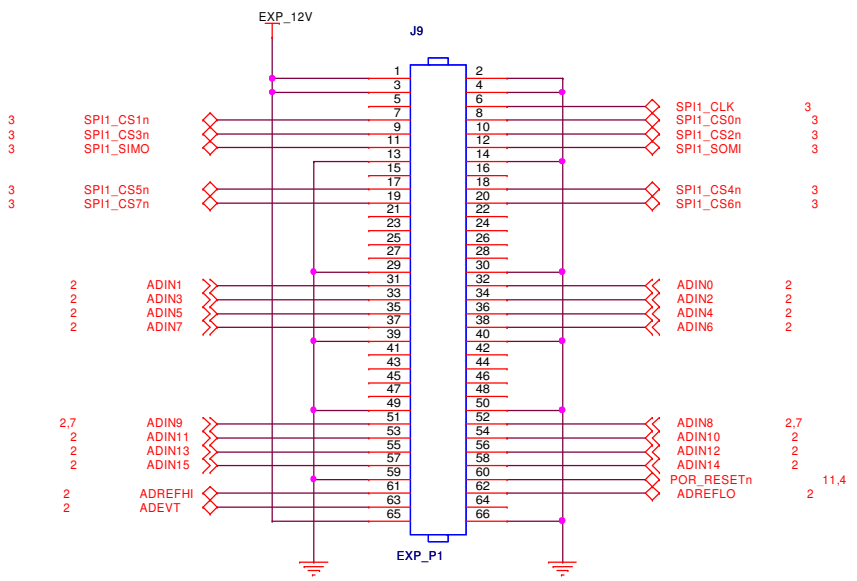 EXP_12V
J9
1 2
3 4
5 6 SPI1_CLK 3
3 SPI1_CS1n 7 8 SPI1_CS0n 3
3 SPI1_CS3n 9 10 SPI1_CS2n 3
3 SPI1_SIMO 11 12 SPI1_SOMI 3
13 14
15 16
3 SPI1_CS5n 17 18 SPI1_CS4n 3
3 SPI1_CS7n 19 20 SPI1_CS6n 3
21 22
23 24
25 26
27 28
29 30
2 ADIN1 31 32 ADIN0 2
2 ADIN3 33 34 ADIN2 2
2 ADIN5 35 36 ADIN4 2
2 ADIN7 37 38 ADIN6 2
39 40
41 42
43 44
45 46
47 48
49 50
2,7 ADIN9 51 52 ADIN8 2,7
2 ADIN11 53 54 ADIN10 2
2 ADIN13 55 56 ADIN12 2
2 ADIN15 57 58 ADIN14 2
59 60 POR_RESETn 11,4
2 ADREFHI 61 62 ADREFLO 2
2 ADEVT 63 64
65 66
EXP_P1